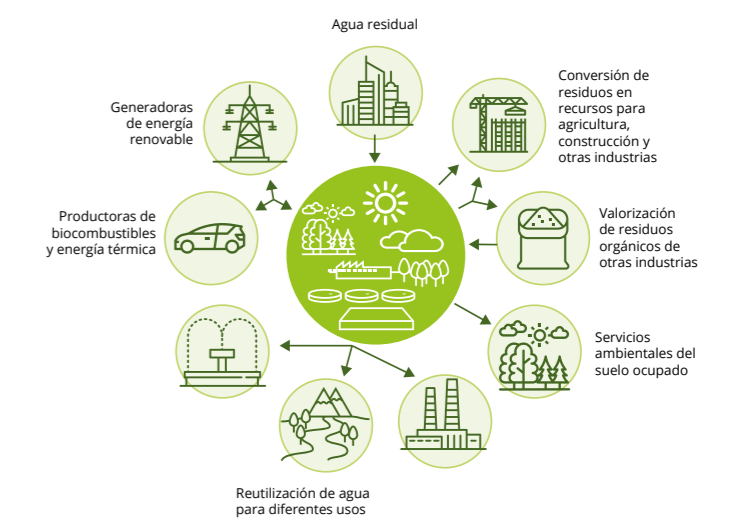 Agua residual
Conversión de
residuos en
recursos para
agricultura,
construcción y
otras industrias
Generadoras
de energía
renovable
Productoras de
biocombustibles
y energía térmica
Valorización
de residuos
orgánicos de
otras industrias
Servicios
ambientales del
suelo ocupado
Reutilización de agua
para diferentes usos